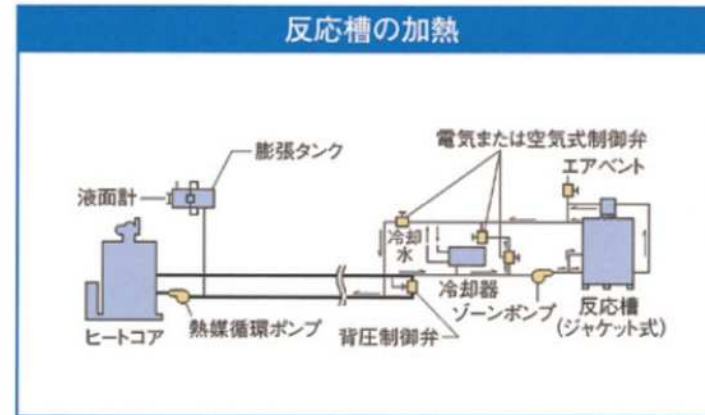 反応槽の加熱
電気または空気式制御弁
膨張タンク
エアベント
液面計
冷却
水
冷却器
反応槽
(ジャケット式)
ゾーンポンプ
熱媒循環ポンプ
背圧制御弁
ヒートコア